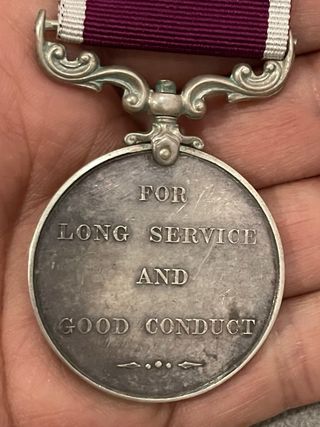 FOR
LONG SERVICE
AND
GOOD CONDUCT